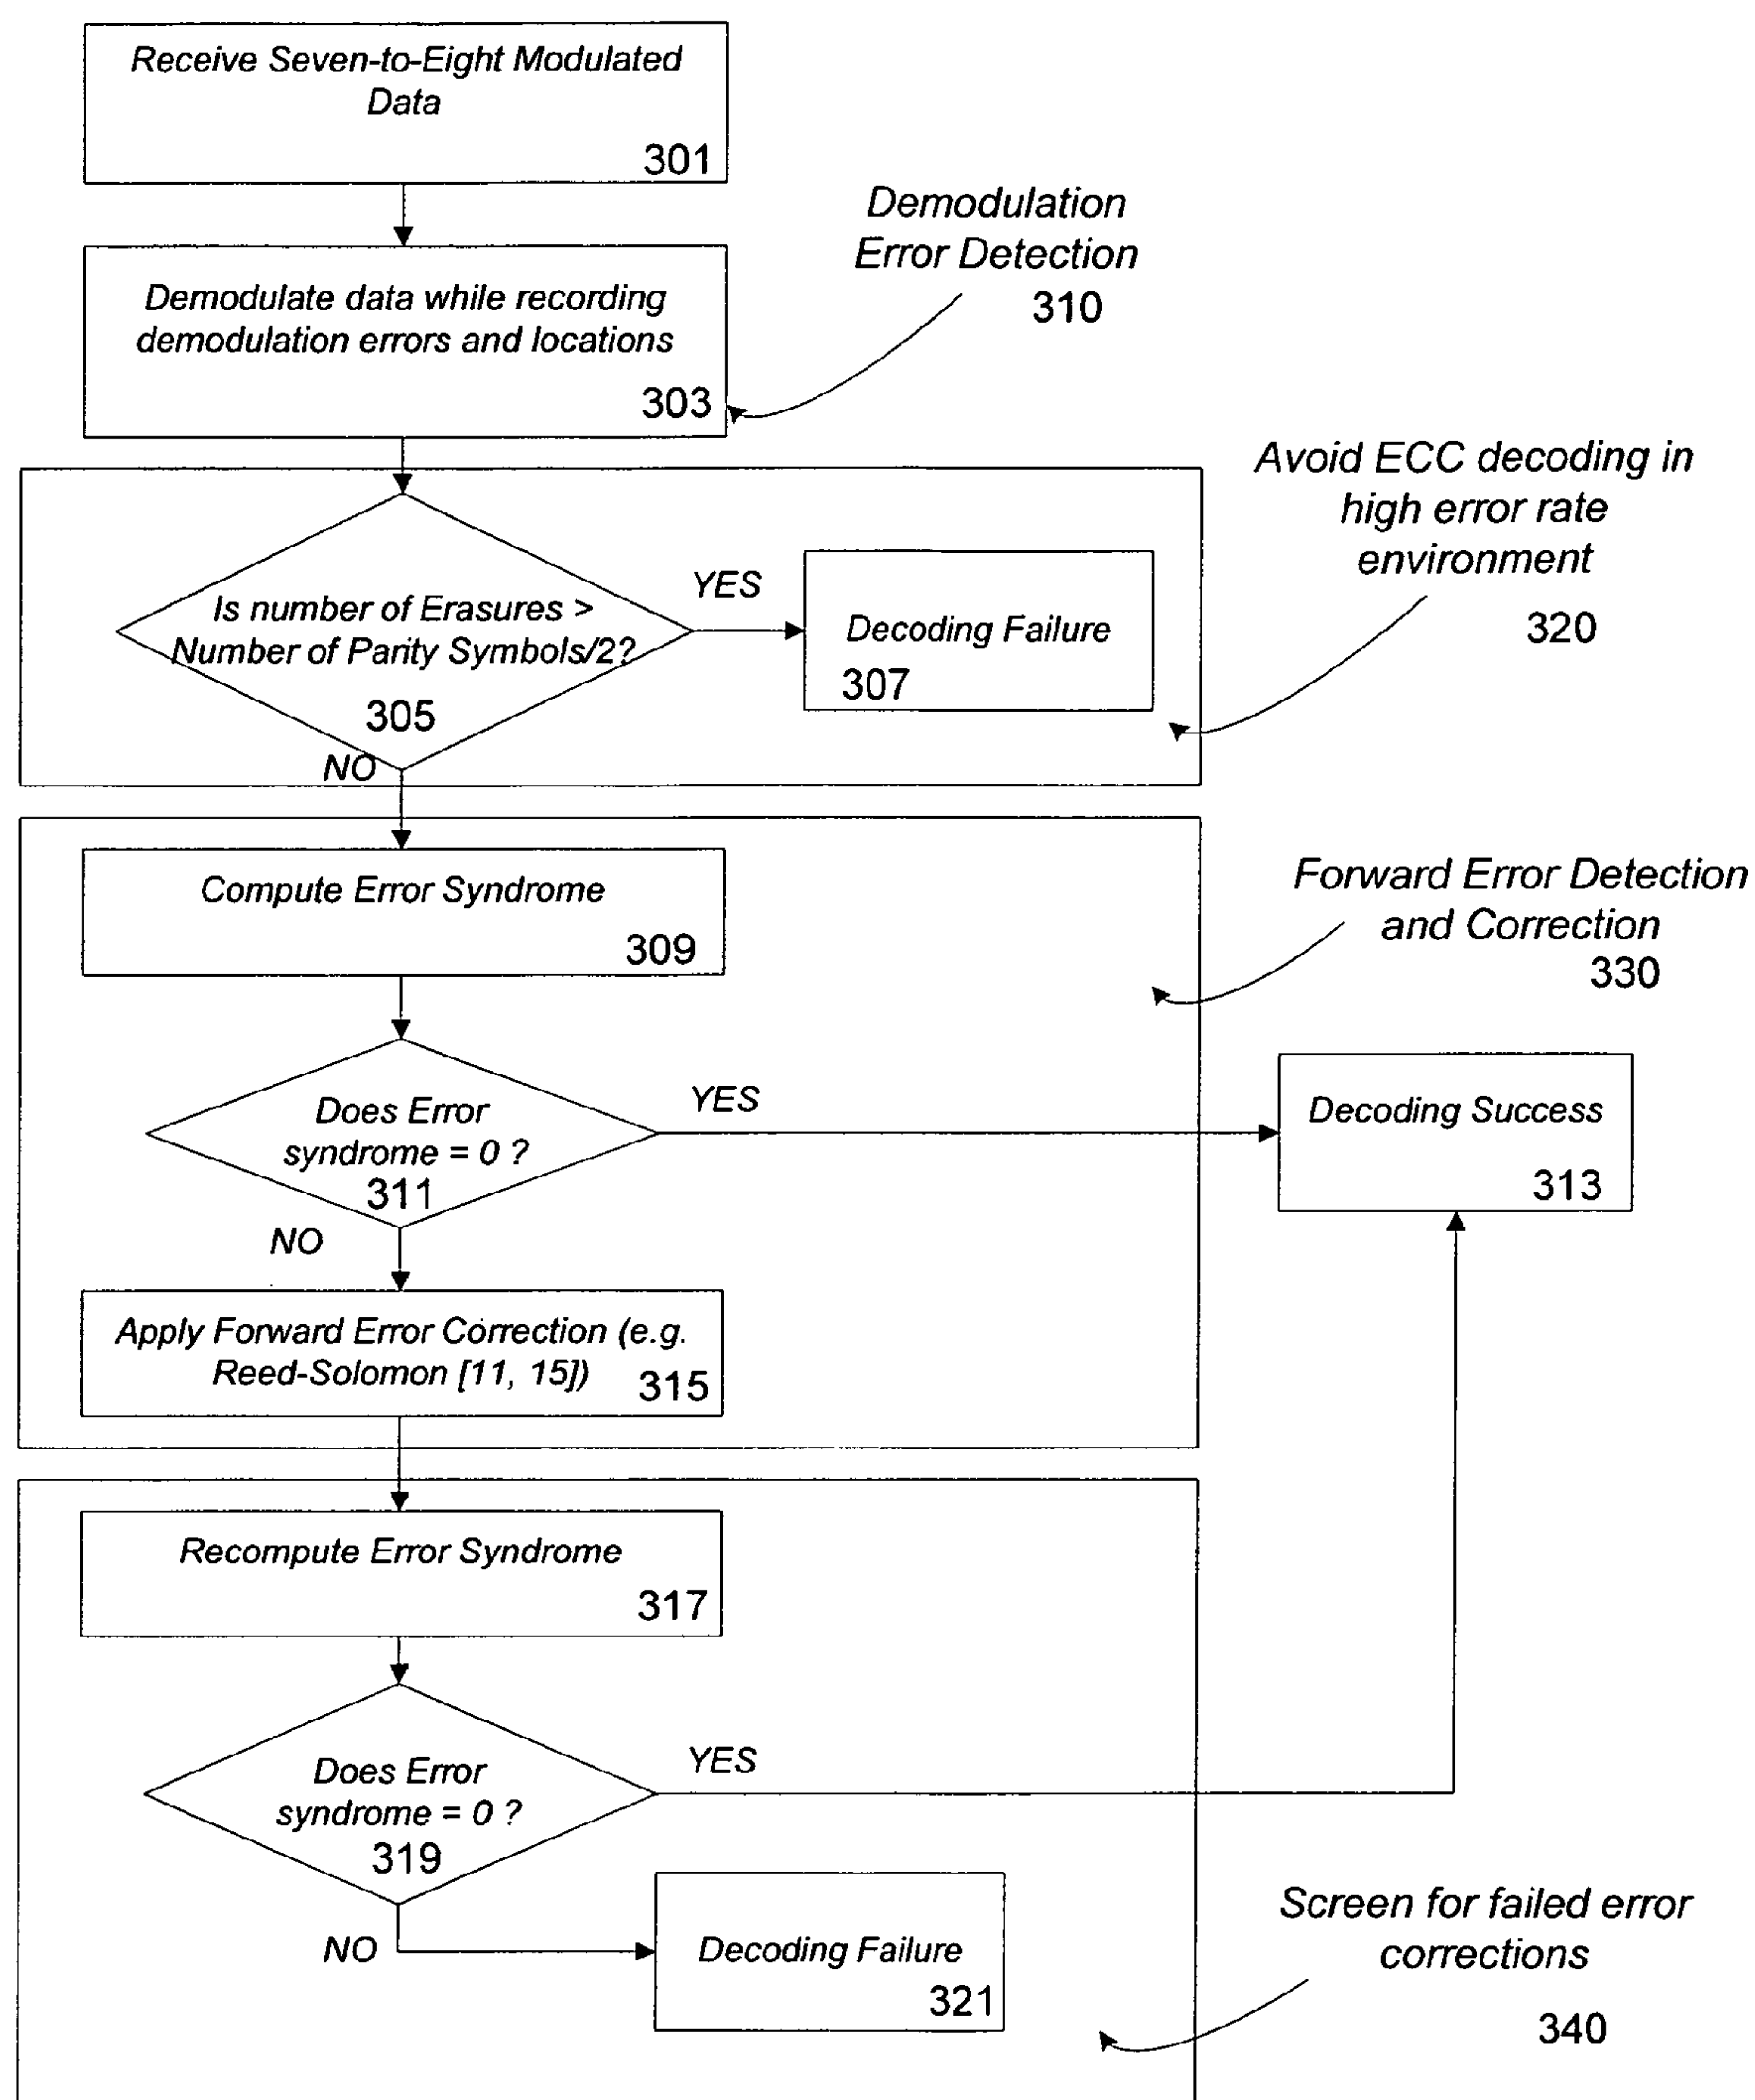 Receive Seven-to-Eight Modulated
Data
301
Demodulation
Error Detection
310
Demodulate data while recording
demodulation errors and locations
303
Avoid ECC decoding in
high error rate
environment
320
Is number of Erasures >
Number of Parity Symbols/2?
305
YES
Decoding Failure
307
NO
Compute Error Syndrome
309
Forward Error Detection
and Correction
330
Does Error
syndrome = 0 ?
311
YES
Decoding Success
313
NO
Apply Forward Error Correction (e.g.
Reed-Solomon [11, 15])
315
Recompute Error Syndrome
317
Does Error
syndrome = 0 ?
319
YES
NO
Decoding Failure
321
Screen for failed error
corrections
340